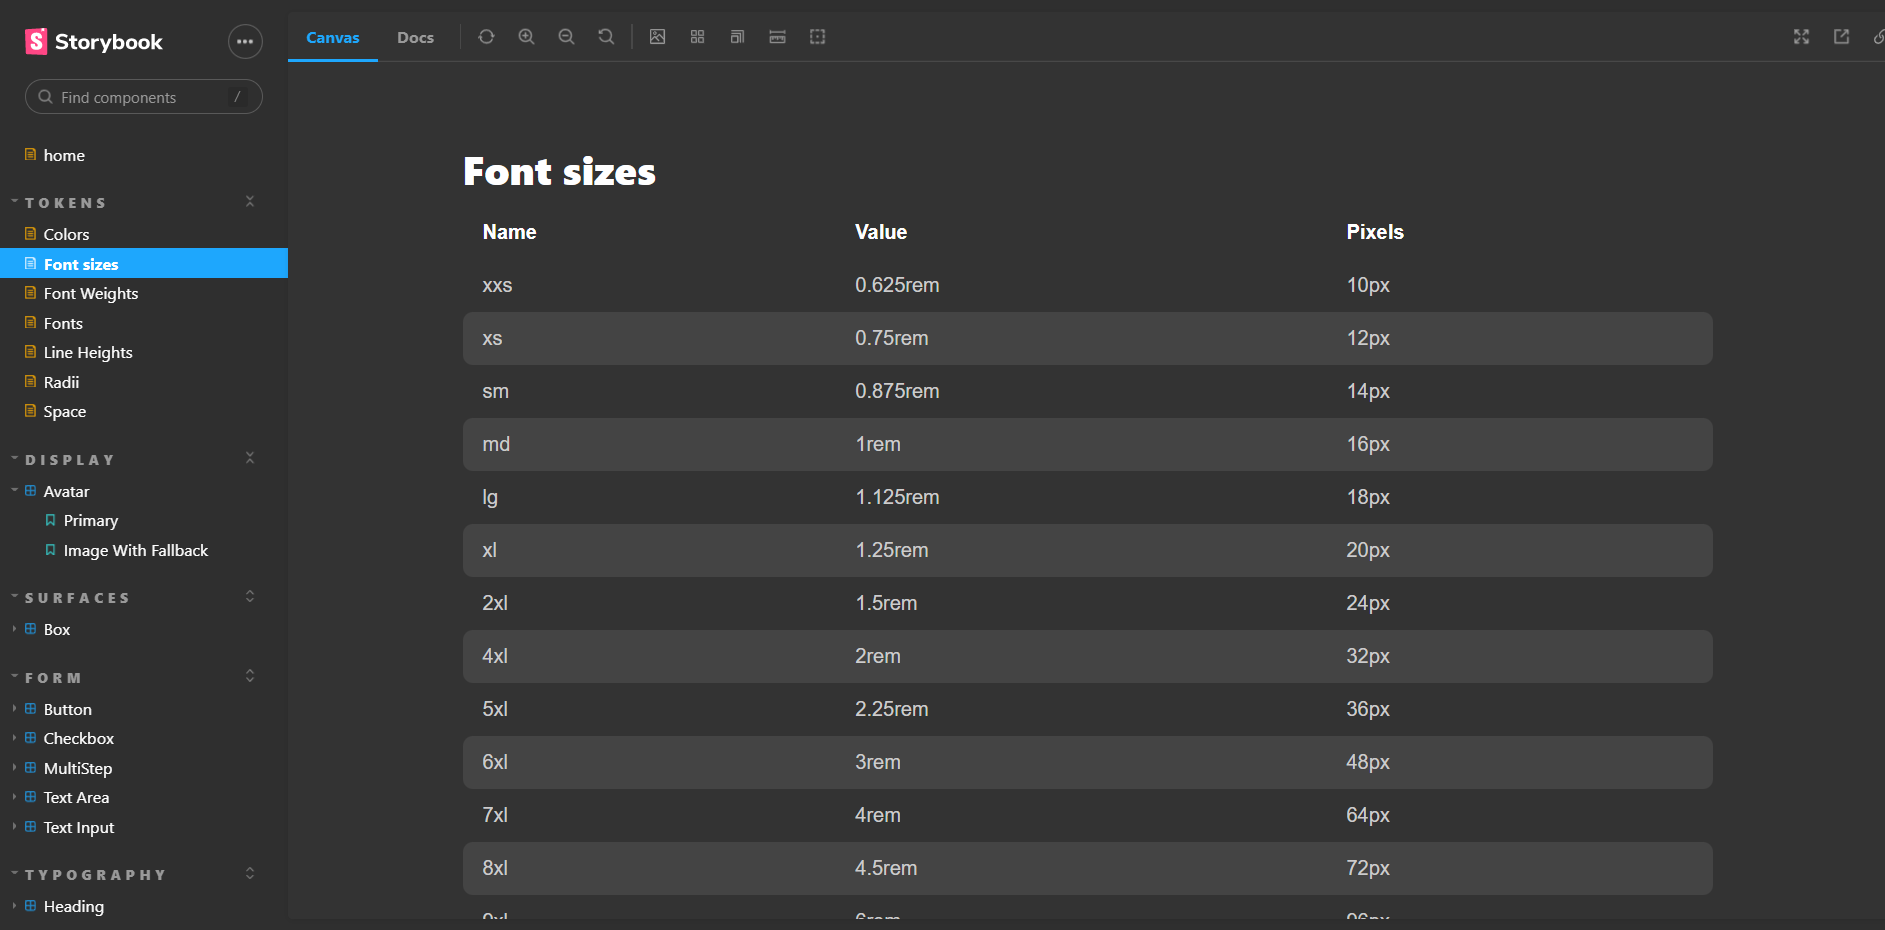 Storybook
Find components /
home
TOKENS
Colors
Font sizes
Font Weights
Fonts
Line Heights
Radii
Space
DISPLAY
Avatar
Primary
Image With Fallback
SURFACES
Box
FORM
Button
Checkbox
MultiStep
Text Area
Text Input
TYPOGRAPHY
Heading
Canvas Docs
Font sizes
Name Value Pixels
xxs 0.625rem 10px
xs 0.75rem 12px
sm 0.875rem 14px
md 1rem 16px
lg 1.125rem 18px
xl 1.25rem 20px
2xl 1.5rem 24px
4xl 2rem 32px
5xl 2.25rem 36px
6xl 3rem 48px
7xl 4rem 64px
8xl 4.5rem 72px